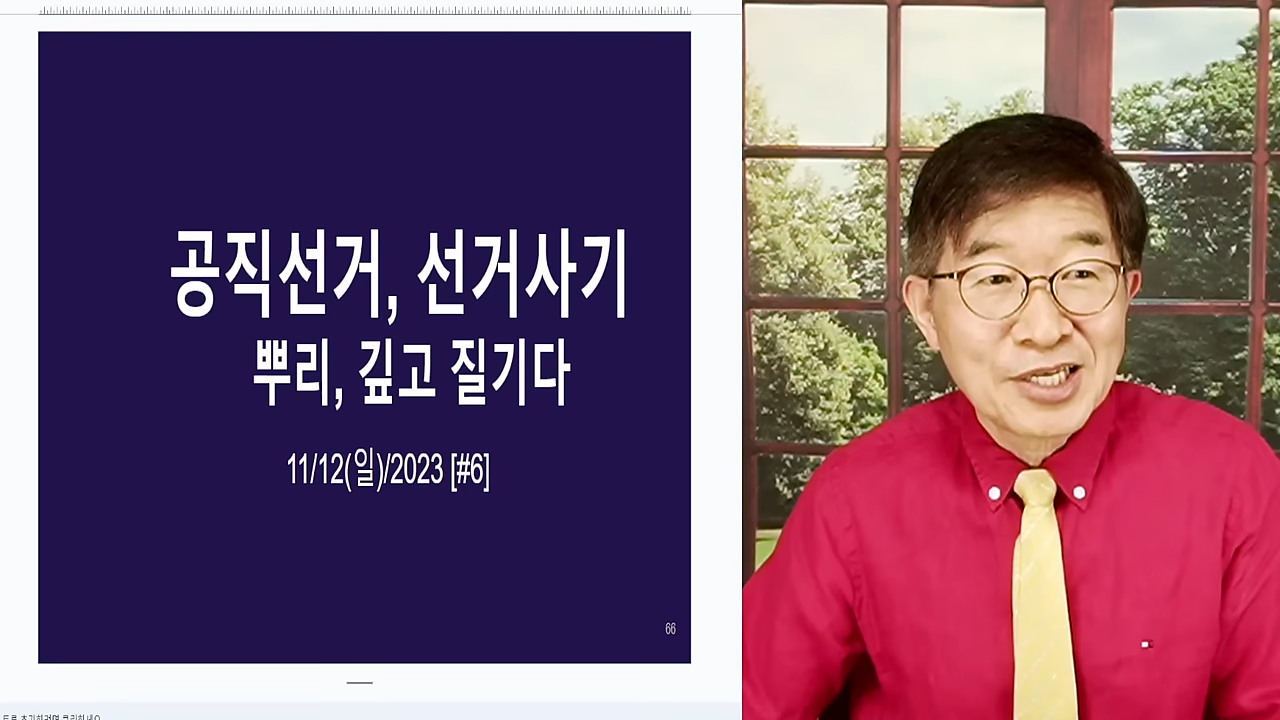 공직선거, 선거사기
뿌리, 깊고 질기다
11/12(일)/2023 [#6]
66